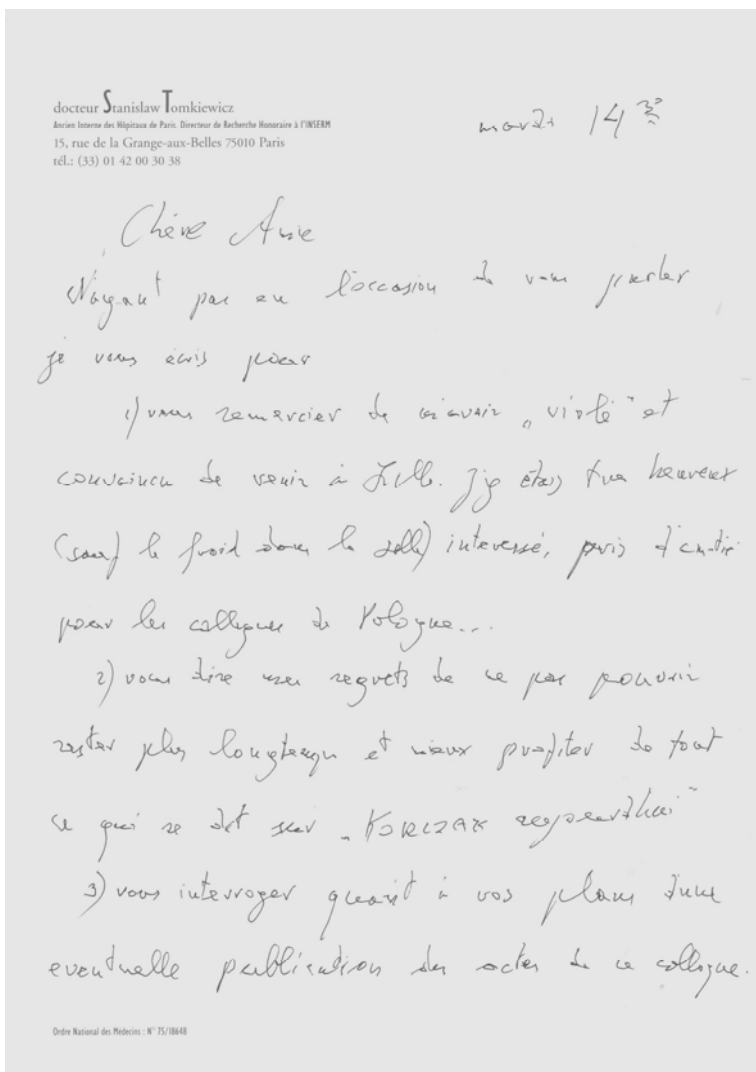 docteur Stanislaw Tomkiewicz
Ancien Interne des Hôpitaux de Paris. Directeur de Recherche Honoraire à l'INSERM
15, rue de la Grange-aux-Belles 75010 Paris
tél.: (33) 01 42 00 30 38
mardi 14
Chère Anne
N'ayant pas eu l'occasion de vous parler
je vous écris pour
1) vous remercier de m'avoir „violé" et
convaincu de venir à Lille. J'y étais très heureux
(sauf le froid dans la salle) interessé, pris d'amitié
pour les collègues de Pologne...
2) vous dire mes regrets de ne pas pouvoir
rester plus longtemps et mieux profiter de tout
ce qui se dit sur „KORCZAK aujourd'hui"
3) vous interroger quant à vos plans d'une
eventuelle publication des actes de ce colloque.
Ordre National des Médecins : N° 75/18648